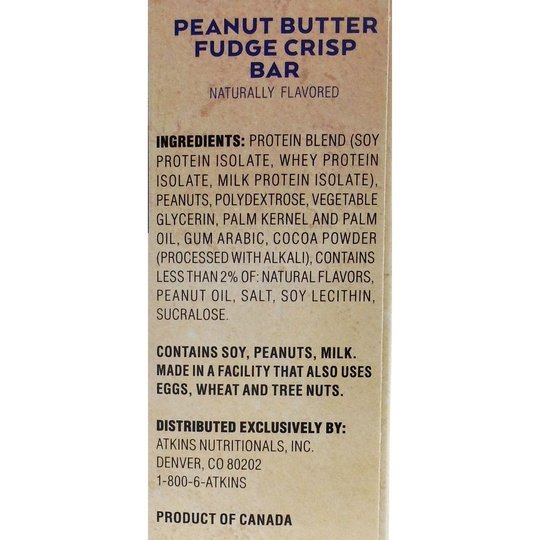 PEANUT BUTTER
FUDGE CRISP
BAR
NATURALLY FLAVORED
INGREDIENTS: PROTEIN BLEND (SOY
PROTEIN ISOLATE, WHEY PROTEIN
ISOLATE, MILK PROTEIN ISOLATE),
PEANUTS, POLYDEXTROSE, VEGETABLE
GLYCERIN, PALM KERNEL AND PALM
OIL, GUM ARABIC, COCOA POWDER
(PROCESSED WITH ALKALI), CONTAINS
LESS THAN 2% OF: NATURAL FLAVORS,
PEANUT OIL, SALT, SOY LECITHIN,
SUCRALOSE.
CONTAINS SOY, PEANUTS, MILK.
MADE IN A FACILITY THAT ALSO USES
EGGS, WHEAT AND TREE NUTS.
DISTRIBUTED EXCLUSIVELY BY:
ATKINS NUTRITIONALS, INC.
DENVER, CO 80202
1-800-6-ATKINS
PRODUCT OF CANADA